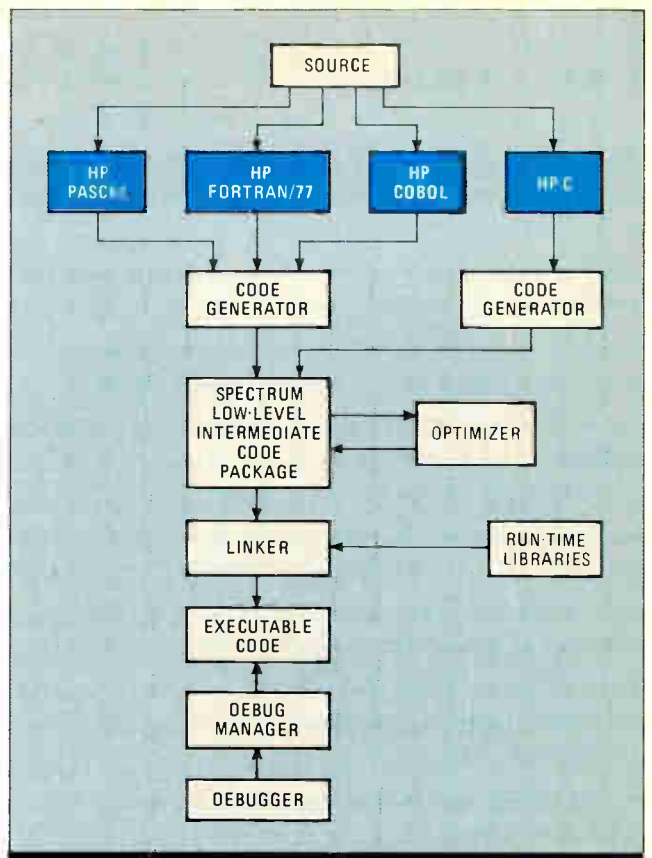 SOURCE
HP
PASCAL
HP
FORTRAN/77
HP
COBOL
HP C
CODE
GENERATOR
CODE
GENERATOR
SPECTRUM
LOW-LEVEL
INTERMEDIATE
CODE
PACKAGE
OPTIMIZER
LINKER
RUN-TIME
LIBRARIES
EXECUTABLE
CODE
DEBUG
MANAGER
DEBUGGER